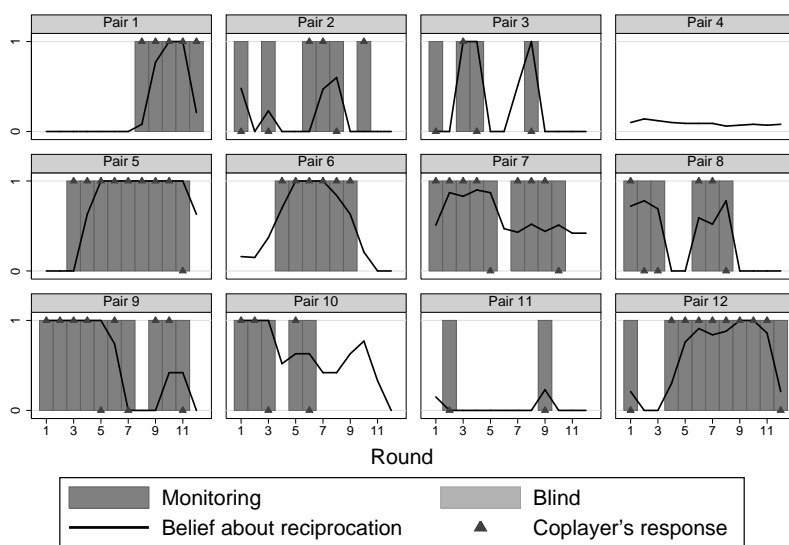 Pair 1 Pair 2 Pair 3 Pair 4
1
0
Pair 5 Pair 6 Pair 7 Pair 8
1
0
Pair 9 Pair 10 Pair 11 Pair 12
1
0
1 3 5 7 9 11 1 3 5 7 9 11 1 3 5 7 9 11 1 3 5 7 9 11
Round
Monitoring Blind
Belief about reciprocation Coplayer's response